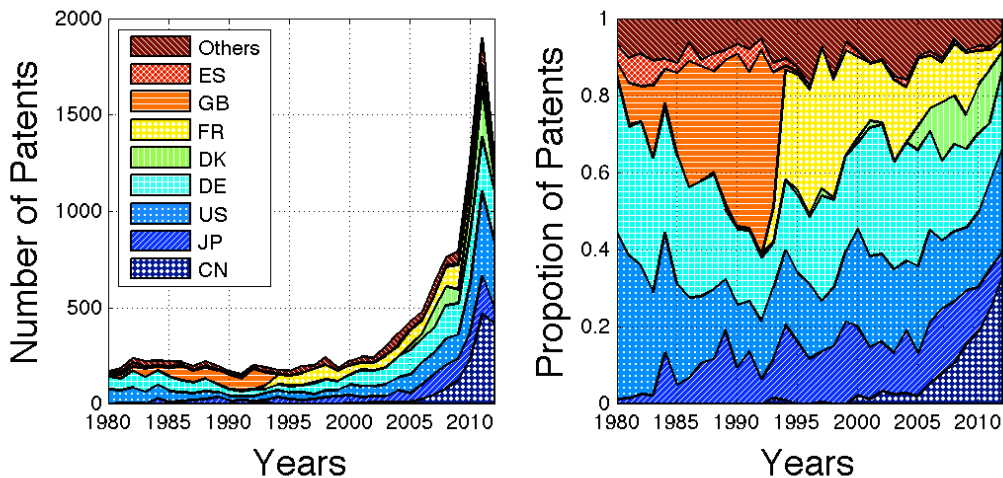 Number of Patents
2000
1500
1000
500
0
Others
ES
GB
FR
DK
DE
US
JP
CN
1980 1985 1990 1995 2000 2005 2010
Years
Propotion of Patents
1
0.8
0.6
0.4
0.2
0
1980 1985 1990 1995 2000 2005 2010
Years